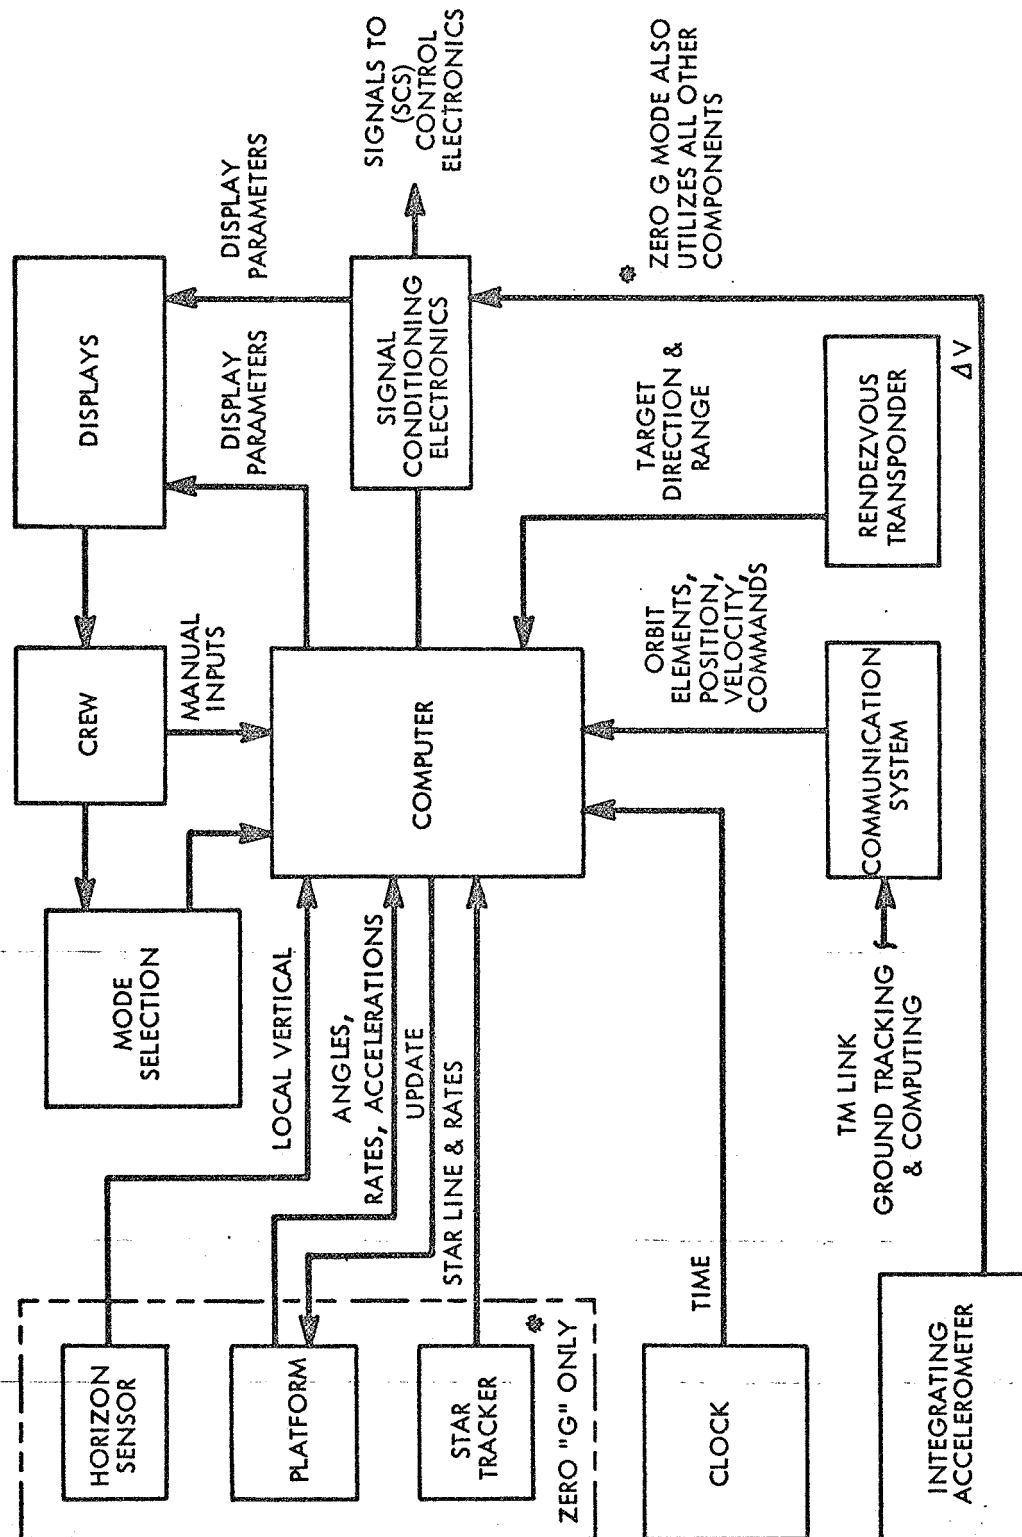 HORIZON
SENSOR
PLATFORM
STAR
TRACKER
ZERO "G" ONLY *
CLOCK
INTEGRATING
ACCELEROMETER
LOCAL VERTICAL
ANGLES,
RATES, ACCELERATIONS
UPDATE
STAR LINE & RATES
TIME
TM LINK
GROUND TRACKING
& COMPUTING
MODE
SELECTION
CREW
MANUAL
INPUTS
COMPUTER
ORBIT
ELEMENTS,
POSITION,
VELOCITY,
COMMANDS
COMMUNICATION
SYSTEM
DISPLAYS
DISPLAY
PARAMETERS
DISPLAY
PARAMETERS
SIGNAL
CONDITIONING
ELECTRONICS
SIGNALS TO
(SCS)
CONTROL
ELECTRONICS
TARGET
DIRECTION &
RANGE
RENDEZVOUS
TRANSPONDER
ΔV
* ZERO G MODE ALSO
UTILIZES ALL OTHER
COMPONENTS